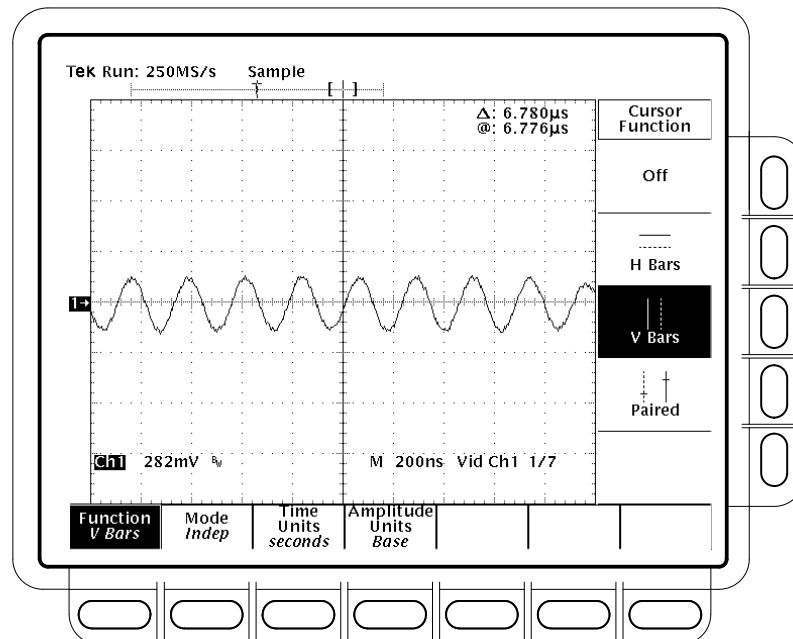 Tek Run: 250MS/s Sample
[ ]
Δ: 6.780µs
@: 6.776µs
Cursor
Function
Off
H Bars
V Bars
Paired
1→
Ch1 282mV BW M 200ns Vid Ch1 1/7
Function
V Bars
Mode
Indep
Time
Units
seconds
Amplitude
Units
Base